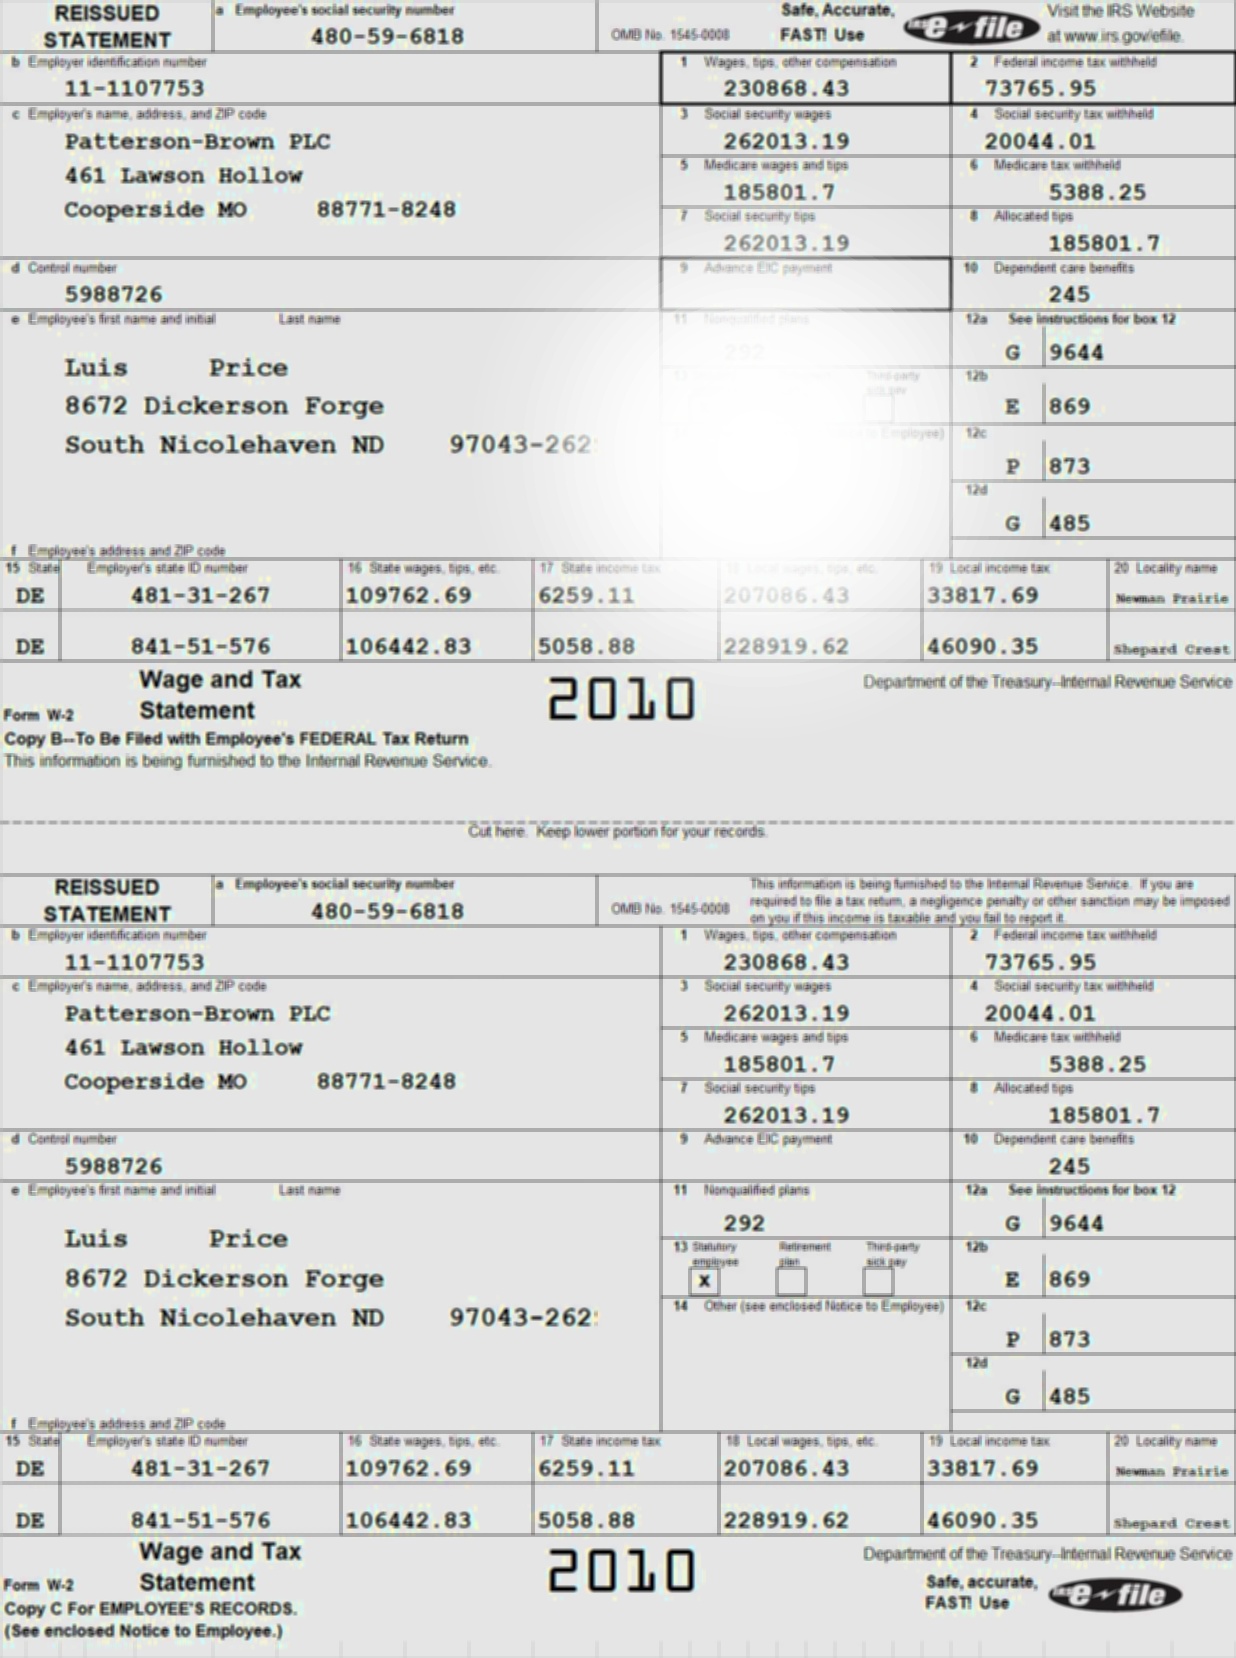 REISSUED STATEMENT
a Employee's social security number
480-59-6818
OMB No. 1545-0008
Safe, Accurate, FAST! Use
IRS e-file
Visit the IRS Website at www.irs.gov/efile.
b Employer identification number
11-1107753
1 Wages, tips, other compensation
230868.43
2 Federal income tax withheld
73765.95
c Employer's name, address, and ZIP code
Patterson-Brown PLC
461 Lawson Hollow
Cooperside MO 88771-8248
3 Social security wages
262013.19
4 Social security tax withheld
20044.01
5 Medicare wages and tips
185801.7
6 Medicare tax withheld
5388.25
7 Social security tips
262013.19
8 Allocated tips
185801.7
d Control number
5988726
9 Advance EIC payment
10 Dependent care benefits
245
e Employee's first name and initial Last name
Luis Price
8672 Dickerson Forge
South Nicolehaven ND 97043-262
11 Nonqualified plans
292
12a See instructions for box 12
G 9644
Third-party sick pay
12b
E 869
to Employee)
12c
P 873
12d
G 485
f Employee's address and ZIP code
15 State Employer's state ID number
16 State wages, tips, etc.
17 State income tax
18 Local wages, tips, etc.
19 Local income tax
20 Locality name
DE 481-31-267 109762.69 6259.11 207086.43 33817.69 Newman Prairie
DE 841-51-576 106442.83 5058.88 228919.62 46090.35 Shepard Crest
Form W-2 Wage and Tax Statement
2010
Department of the Treasury--Internal Revenue Service
Copy B--To Be Filed with Employee's FEDERAL Tax Return
This information is being furnished to the Internal Revenue Service.
Cut here. Keep lower portion for your records.
REISSUED STATEMENT
a Employee's social security number
480-59-6818
OMB No. 1545-0008
This information is being furnished to the Internal Revenue Service. If you are
required to file a tax return, a negligence penalty or other sanction may be imposed
on you if this income is taxable and you fail to report it.
b Employer identification number
11-1107753
1 Wages, tips, other compensation
230868.43
2 Federal income tax withheld
73765.95
c Employer's name, address, and ZIP code
Patterson-Brown PLC
461 Lawson Hollow
Cooperside MO 88771-8248
3 Social security wages
262013.19
4 Social security tax withheld
20044.01
5 Medicare wages and tips
185801.7
6 Medicare tax withheld
5388.25
7 Social security tips
262013.19
8 Allocated tips
185801.7
d Control number
5988726
9 Advance EIC payment
10 Dependent care benefits
245
e Employee's first name and initial Last name
Luis Price
8672 Dickerson Forge
South Nicolehaven ND 97043-262
11 Nonqualified plans
292
12a See instructions for box 12
G 9644
13 Statutory employee Retirement plan Third-party sick pay
x
12b
E 869
14 Other (see enclosed Notice to Employee)
12c
P 873
12d
G 485
f Employee's address and ZIP code
15 State Employer's state ID number
16 State wages, tips, etc.
17 State income tax
18 Local wages, tips, etc.
19 Local income tax
20 Locality name
DE 481-31-267 109762.69 6259.11 207086.43 33817.69 Newman Prairie
DE 841-51-576 106442.83 5058.88 228919.62 46090.35 Shepard Crest
Form W-2 Wage and Tax Statement
2010
Department of the Treasury--Internal Revenue Service
Safe, accurate, FAST! Use
IRS e-file
Copy C For EMPLOYEE'S RECORDS.
(See enclosed Notice to Employee.)